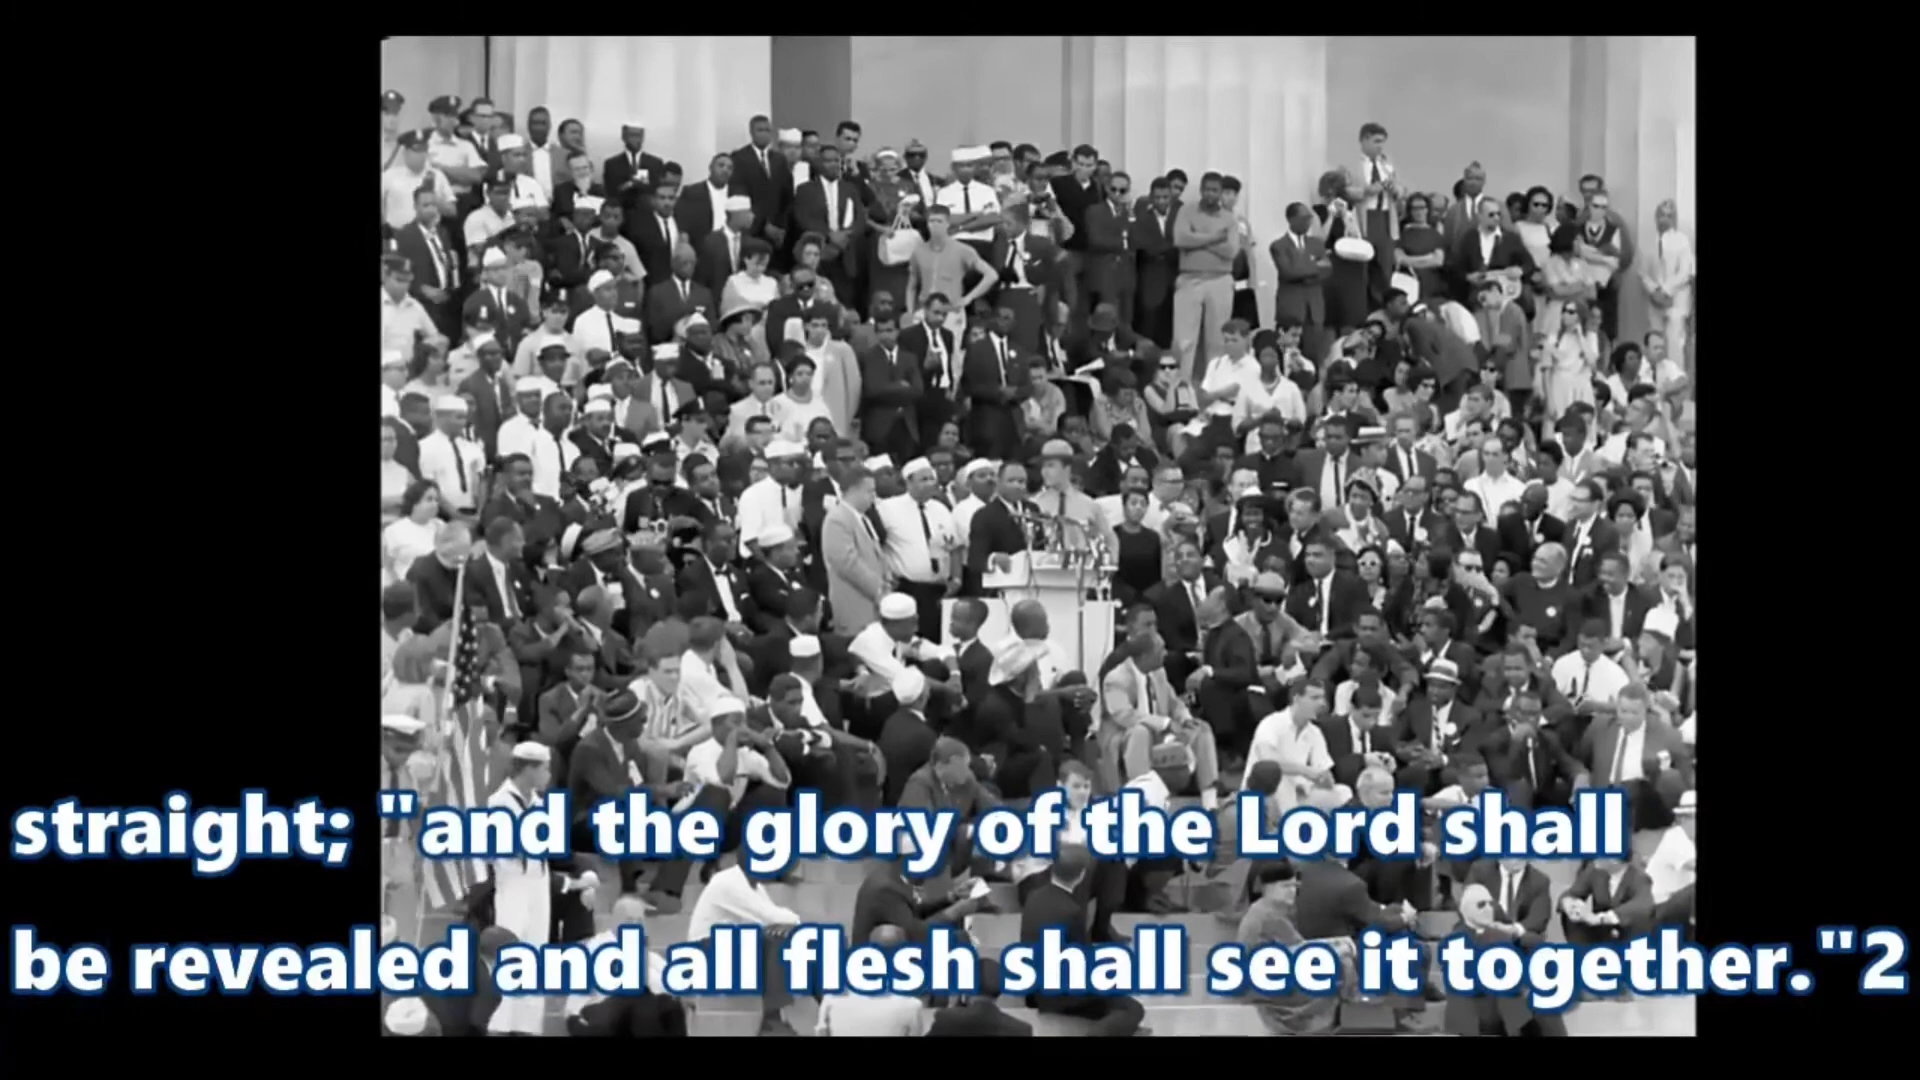 straight; "and the glory of the Lord shall
be revealed and all flesh shall see it together."2